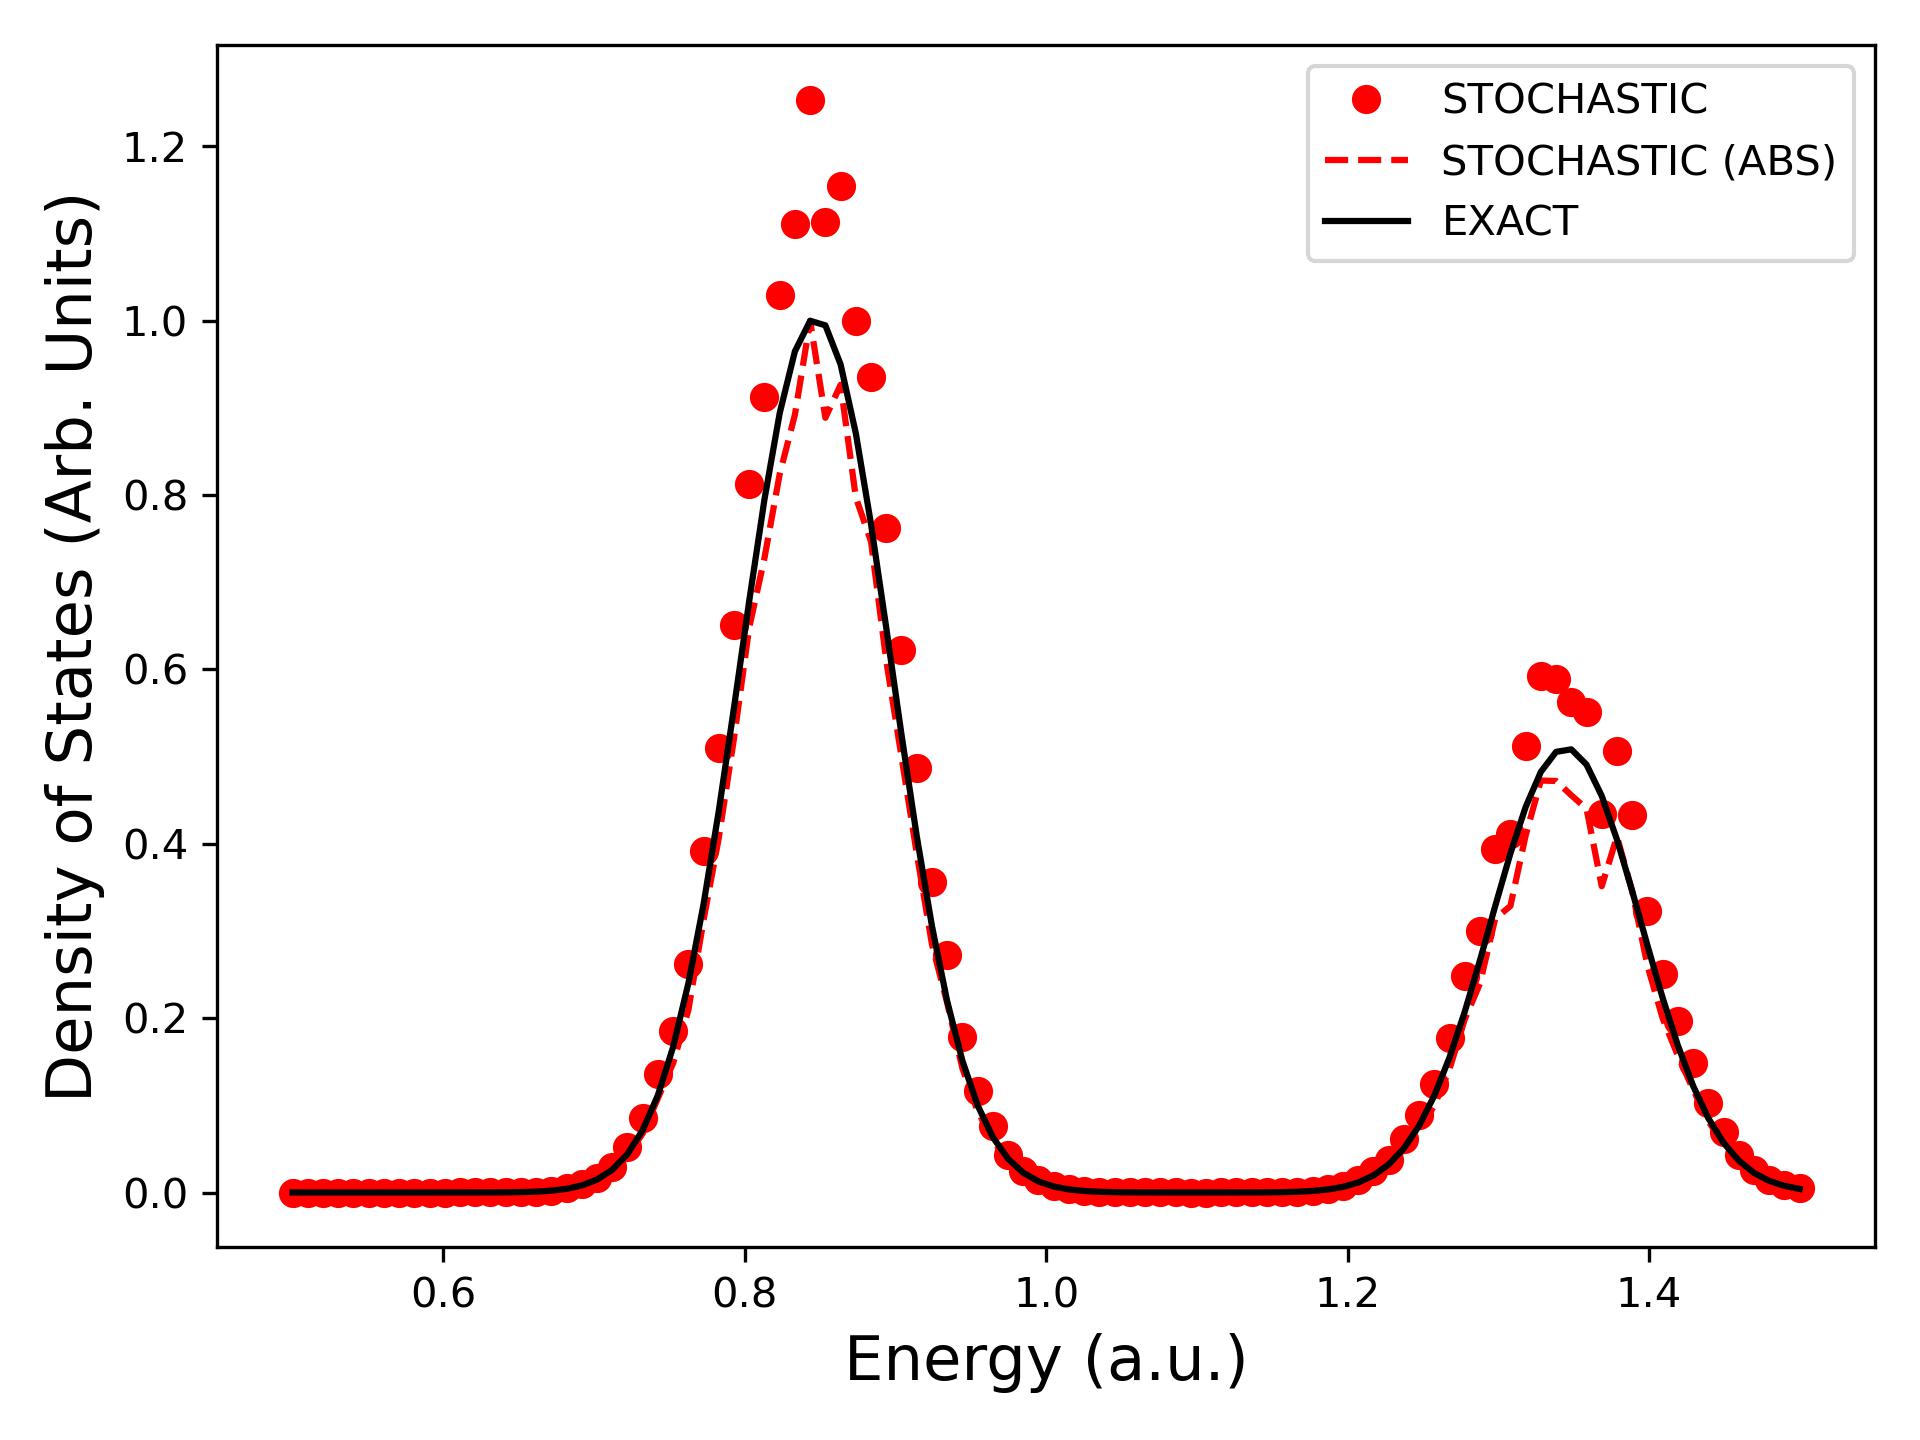 STOCHASTIC
STOCHASTIC (ABS)
EXACT
Density of States (Arb. Units)
1.2
1.0
0.8
0.6
0.4
0.2
0.0
0.6 0.8 1.0 1.2 1.4
Energy (a.u.)